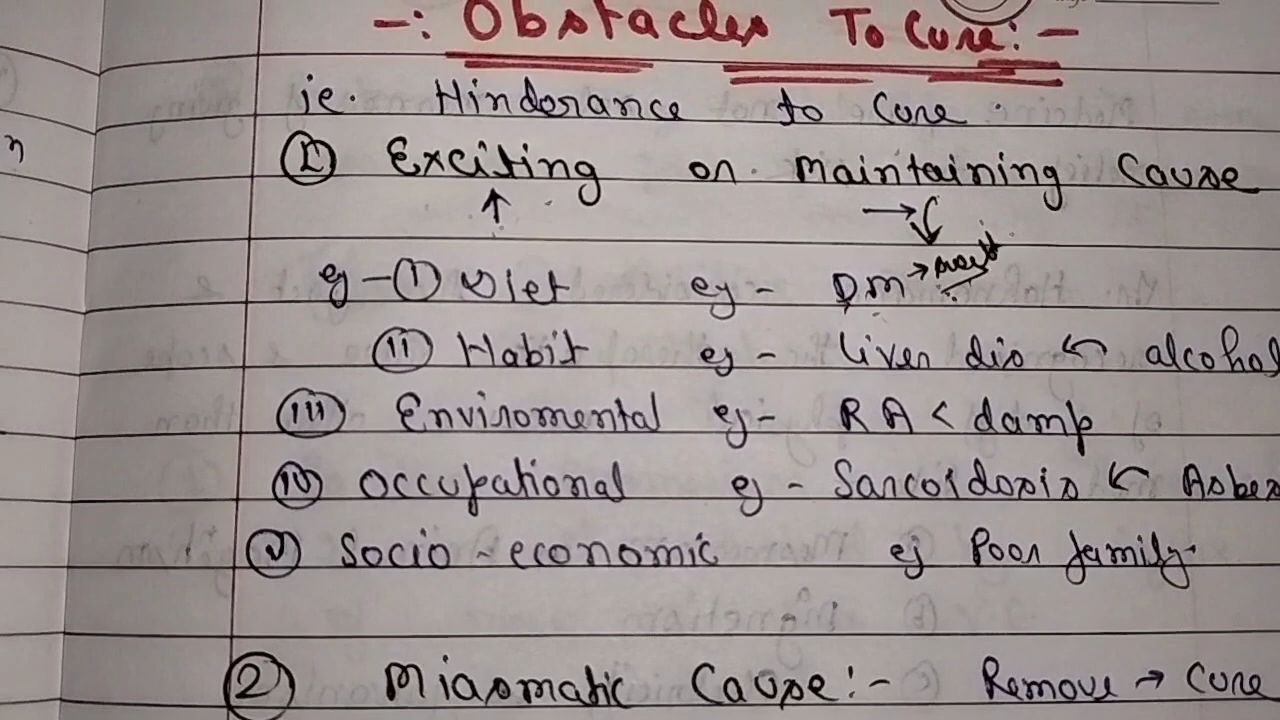 -: Obstacles To Cure:-
ie. Hinderance to Cure.
① Exciting or Maintaining Cause
↑ →
eg - (i) Diet eg - DM →
(ii) Habit eg - liver dis ← alcohol
(iii) Enviromental eg - RA < damp
(iv) Occupational eg - Sarcoidosis ← Asbes
(v) Socio-economic eg Poor family.
② Miasmatic Cause:- Remove → Cure